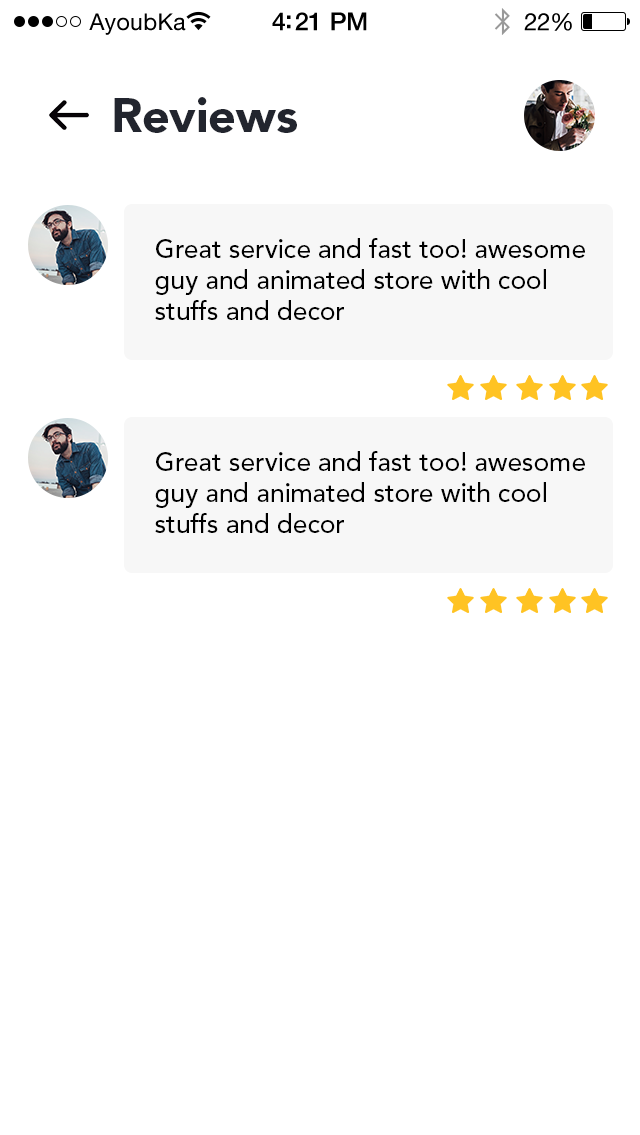 AyoubKa 4:21 PM 22%
Reviews
Great service and fast too! awesome
guy and animated store with cool
stuffs and decor
Great service and fast too! awesome
guy and animated store with cool
stuffs and decor